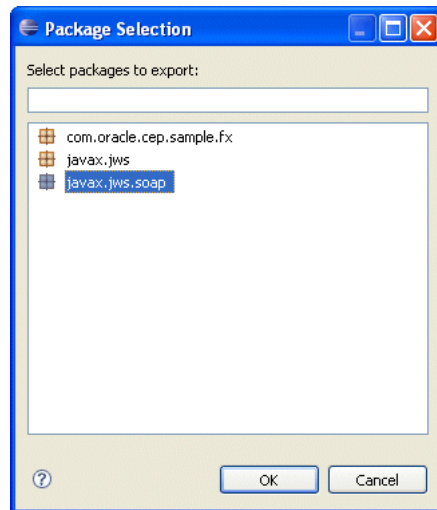 Package Selection
Select packages to export:
com.oracle.cep.sample.fx
javax.jws
javax.jws.soap
?
OK
Cancel